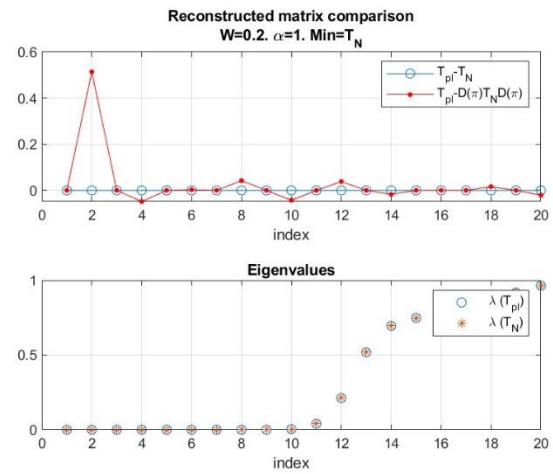 Reconstructed matrix comparison
W=0.2. α=1. Min=T_N
0.6
0.4
0.2
0
T_pl-T_N
T_pl-D(π)T_ND(π)
0 2 4 6 8 10 12 14 16 18 20
index
Eigenvalues
1
0.5
0
λ (T_pl)
λ (T_N)
0 2 4 6 8 10 12 14 16 18 20
index